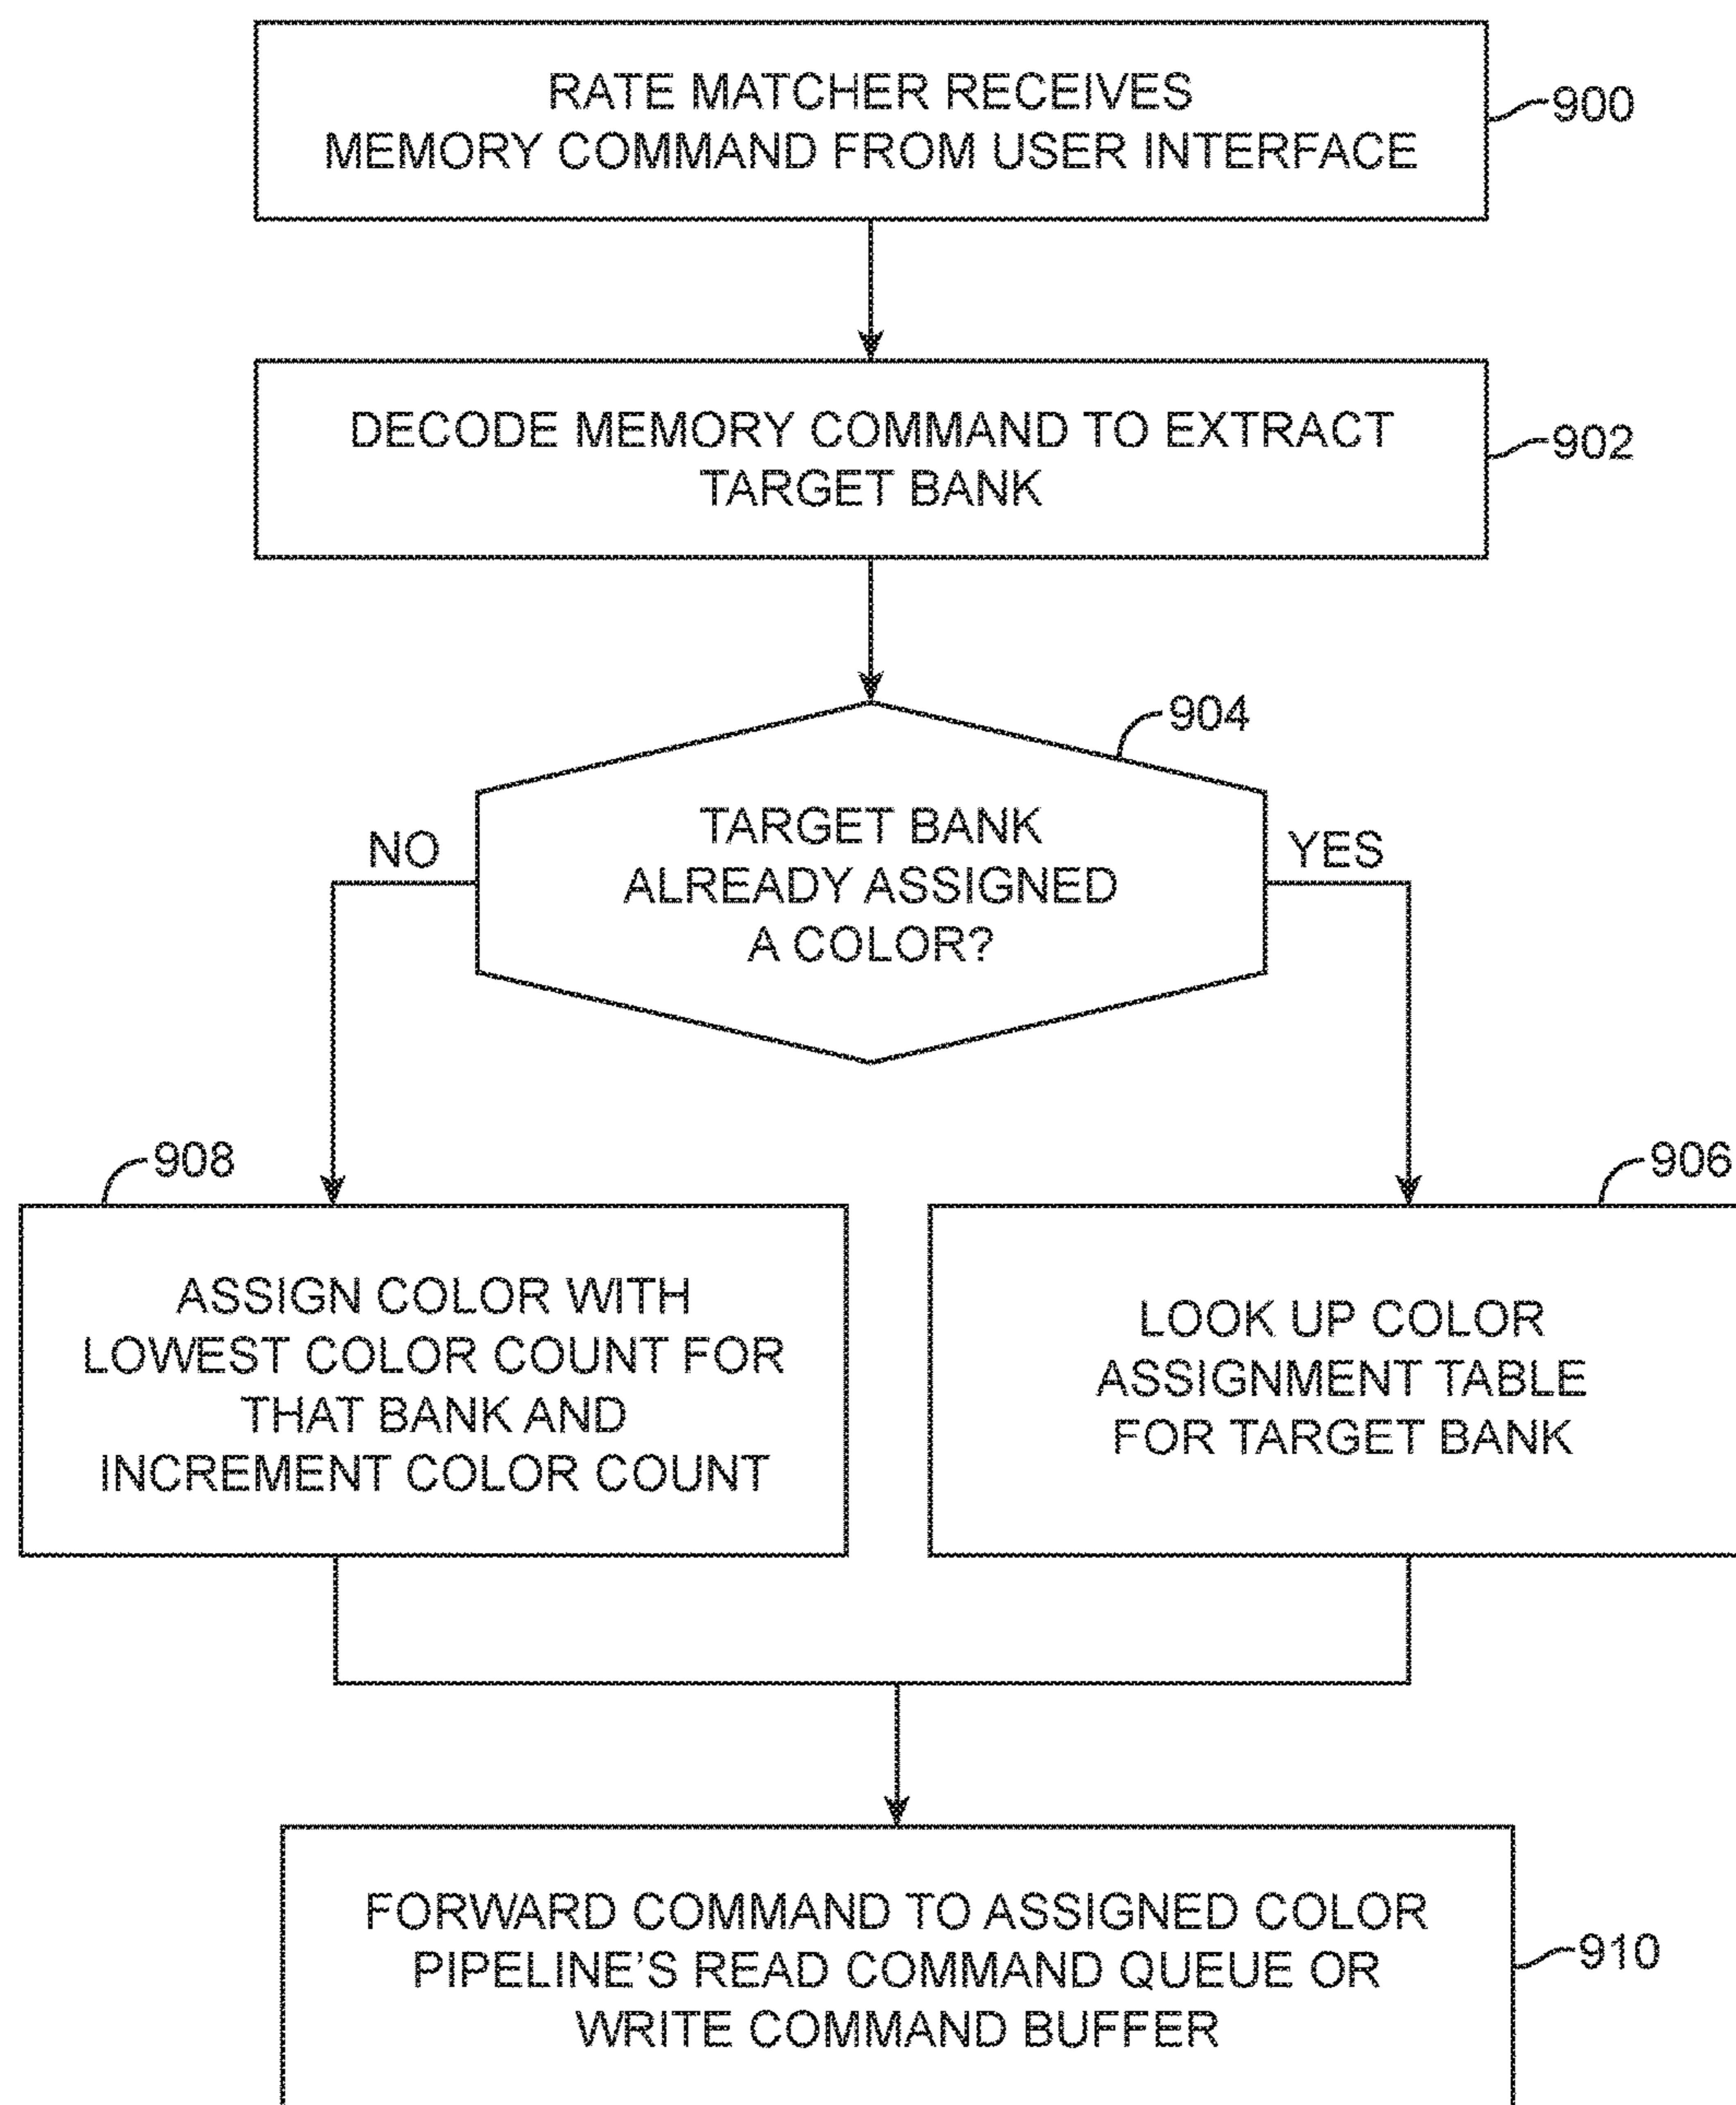 RATE MATCHER RECEIVES
MEMORY COMMAND FROM USER INTERFACE
900
DECODE MEMORY COMMAND TO EXTRACT
TARGET BANK
902
904
TARGET BANK
ALREADY ASSIGNED
A COLOR?
NO
YES
908
906
ASSIGN COLOR WITH
LOWEST COLOR COUNT FOR
THAT BANK AND
INCREMENT COLOR COUNT
LOOK UP COLOR
ASSIGNMENT TABLE
FOR TARGET BANK
FORWARD COMMAND TO ASSIGNED COLOR
PIPELINE'S READ COMMAND QUEUE OR
WRITE COMMAND BUFFER
910